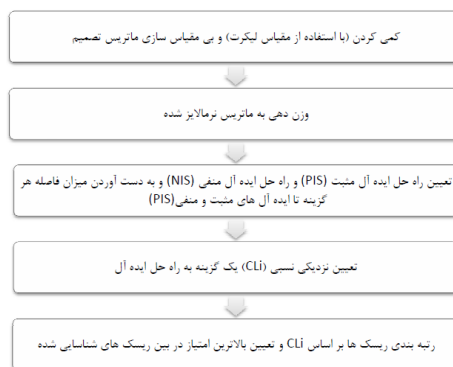 کمی کردن (با استفاده از مقیاس لیکرت) و بی مقیاس سازی ماتریس تصمیم
وزن دهی به ماتریس نرمالایز شده
تعیین راه حل ایده آل مثبت (PIS) و راه حل ایده آل منفی (NIS) و به دست آوردن میزان فاصله هر
گزینه تا ایده آل های مثبت و منفی(PIS)
تعیین نزدیکی نسبی (CLi) یک گزینه به راه حل ایده آل
رتبه بندی ریسک ها بر اساس CLi و تعیین بالاترین امتیاز در بین ریسک های شناسایی شده